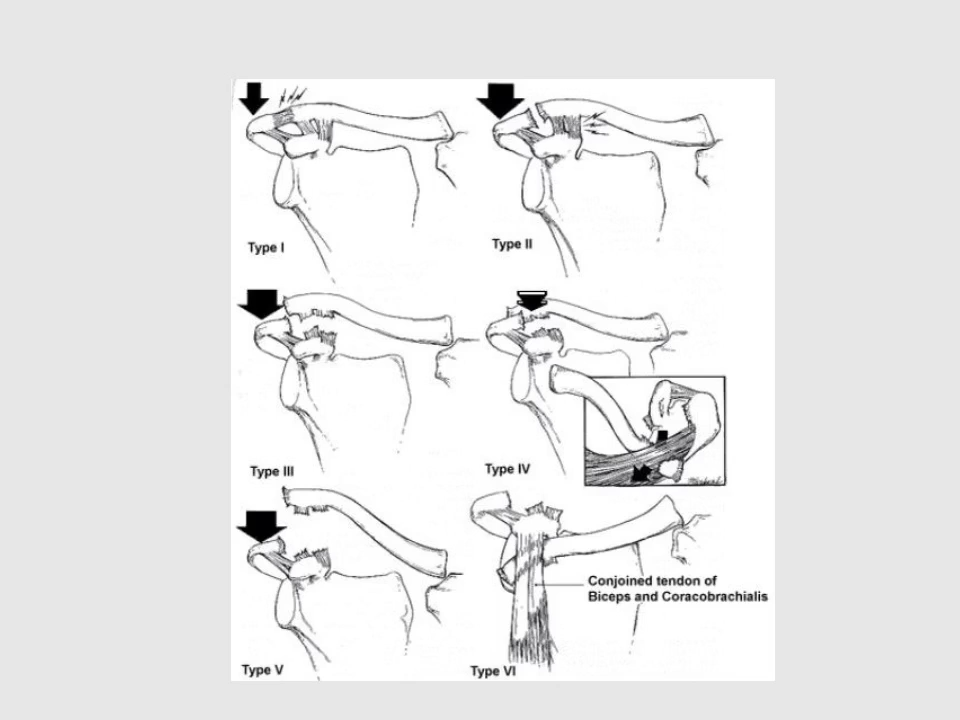 Type I
Type II
Type III
Type IV
Type V
Conjoined tendon of
Biceps and Coracobrachialis
Type VI